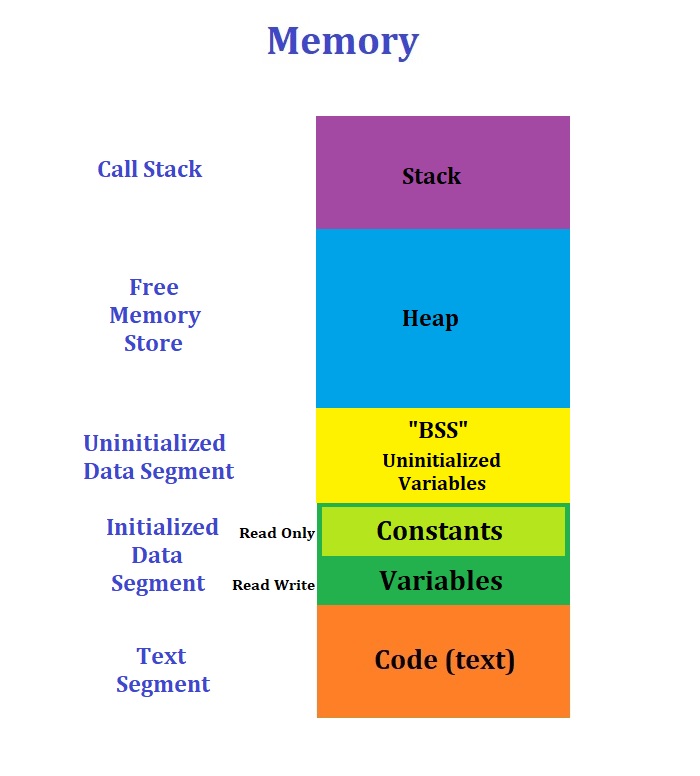 Memory
Call Stack
Stack
Free
Memory
Store
Heap
Uninitialized
Data Segment
"BSS"
Uninitialized
Variables
Initialized
Data
Segment
Read Only
Constants
Read Write
Variables
Text
Segment
Code (text)